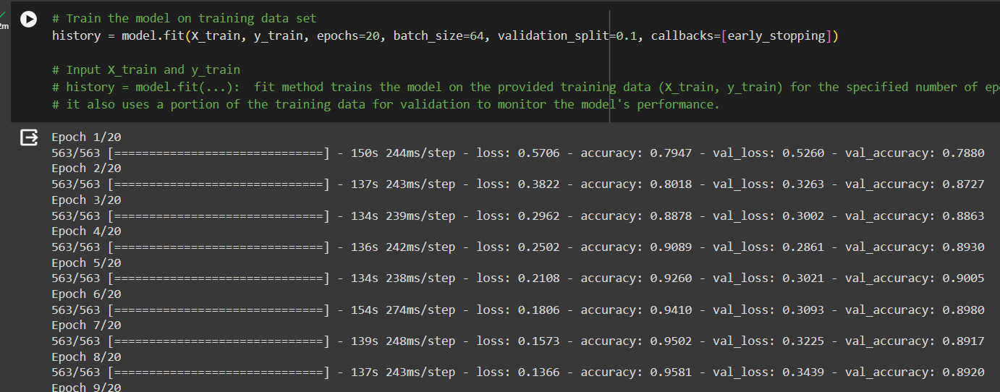 2m
# Train the model on training data set
history = model.fit(X_train, y_train, epochs=20, batch_size=64, validation_split=0.1, callbacks=[early_stopping])
# Input X_train and y_train
# history = model.fit(...):  fit method trains the model on the provided training data (X_train, y_train) for the specified number of
# it also uses a portion of the training data for validation to monitor the model's performance.
Epoch 1/20
563/563 [==============================] - 150s 244ms/step - loss: 0.5706 - accuracy: 0.7947 - val_loss: 0.5260 - val_accuracy: 0.7880
Epoch 2/20
563/563 [==============================] - 137s 243ms/step - loss: 0.3822 - accuracy: 0.8018 - val_loss: 0.3263 - val_accuracy: 0.8727
Epoch 3/20
563/563 [==============================] - 134s 239ms/step - loss: 0.2962 - accuracy: 0.8878 - val_loss: 0.3002 - val_accuracy: 0.8863
Epoch 4/20
563/563 [==============================] - 136s 242ms/step - loss: 0.2502 - accuracy: 0.9089 - val_loss: 0.2861 - val_accuracy: 0.8930
Epoch 5/20
563/563 [==============================] - 134s 238ms/step - loss: 0.2108 - accuracy: 0.9260 - val_loss: 0.3021 - val_accuracy: 0.9005
Epoch 6/20
563/563 [==============================] - 154s 274ms/step - loss: 0.1806 - accuracy: 0.9410 - val_loss: 0.3093 - val_accuracy: 0.8980
Epoch 7/20
563/563 [==============================] - 139s 248ms/step - loss: 0.1573 - accuracy: 0.9502 - val_loss: 0.3225 - val_accuracy: 0.8917
Epoch 8/20
563/563 [==============================] - 137s 243ms/step - loss: 0.1366 - accuracy: 0.9581 - val_loss: 0.3439 - val_accuracy: 0.8920
Epoch 9/20